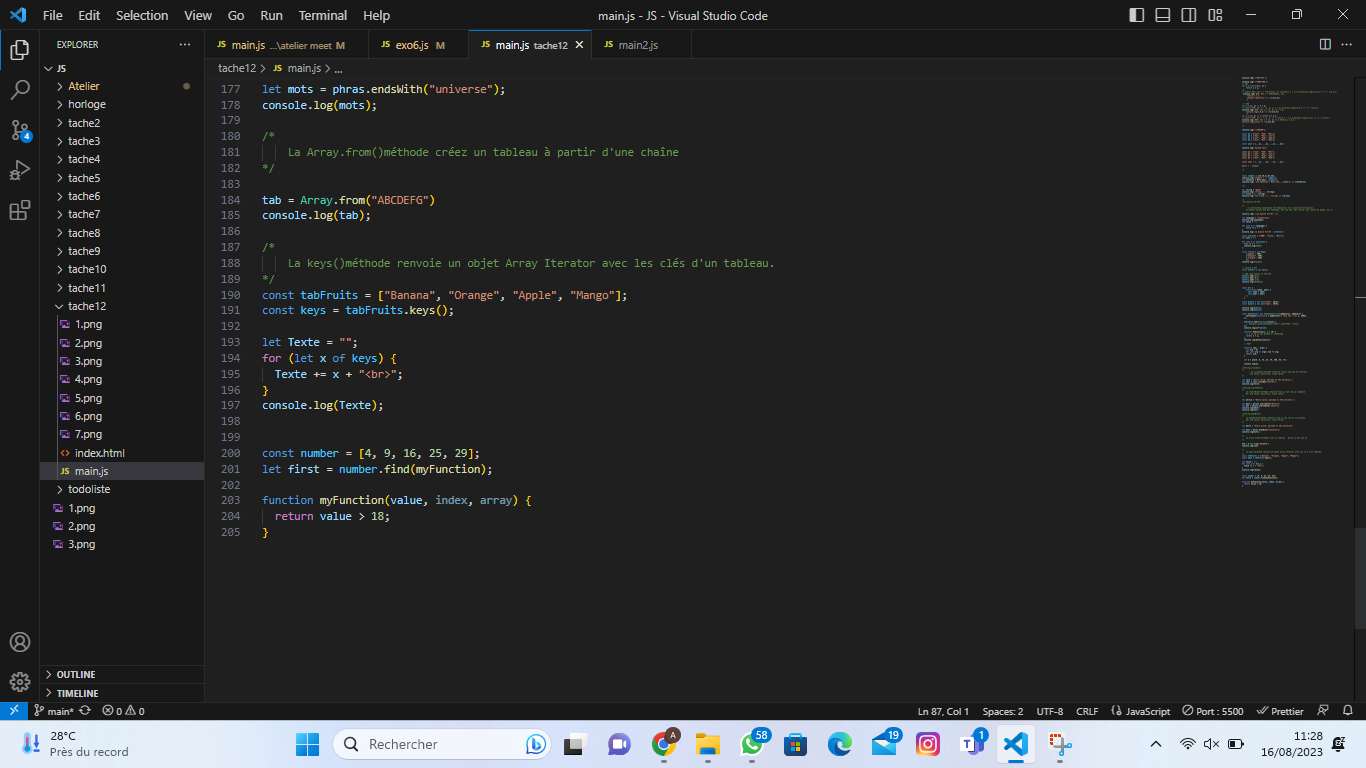 File Edit Selection View Go Run Terminal Help
main.js - JS - Visual Studio Code
EXPLORER
JS
Atelier
horloge
tache2
tache3
tache4
tache5
tache6
tache7
tache8
tache9
tache10
tache11
tache12
1.png
2.png
3.png
4.png
5.png
6.png
7.png
<> index.html
JS main.js
todoliste
1.png
2.png
3.png
OUTLINE
TIMELINE
4
JS main.js ...\atelier meet M
JS exo6.js M
JS main.js tache12
JS main2.js
tache12 > JS main.js > ...
177 let mots = phras.endsWith("universe");
178 console.log(mots);
179
180 /*
181 La Array.from()méthode créez un tableau à partir d'une chaîne
182 */
183
184 tab = Array.from("ABCDEFG")
185 console.log(tab);
186
187 /*
188 La keys()méthode renvoie un objet Array Iterator avec les clés d'un tableau.
189 */
190 const tabFruits = ["Banana", "Orange", "Apple", "Mango"];
191 const keys = tabFruits.keys();
192
193 let Texte = "";
194 for (let x of keys) {
195 Texte += x + "<br>";
196 }
197 console.log(Texte);
198
199
200 const number = [4, 9, 16, 25, 29];
201 let first = number.find(myFunction);
202
203 function myFunction(value, index, array) {
204 return value > 18;
205 }
main* 0 0
Ln 87, Col 1 Spaces: 2 UTF-8 CRLF JavaScript Port : 5500 Prettier
28°C
Près du record
Rechercher
A
58
19
1
11:28
16/08/2023